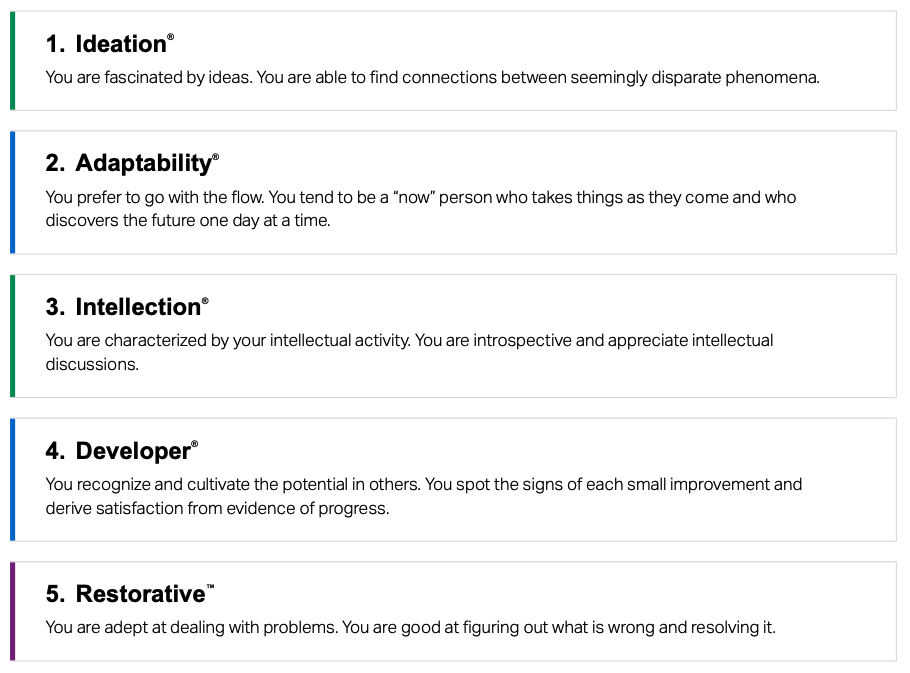 1. Ideation®
You are fascinated by ideas. You are able to find connections between seemingly disparate phenomena.
2. Adaptability®
You prefer to go with the flow. You tend to be a “now” person who takes things as they come and who
discovers the future one day at a time.
3. Intellection®
You are characterized by your intellectual activity. You are introspective and appreciate intellectual
discussions.
4. Developer®
You recognize and cultivate the potential in others. You spot the signs of each small improvement and
derive satisfaction from evidence of progress.
5. Restorative™
You are adept at dealing with problems. You are good at figuring out what is wrong and resolving it.